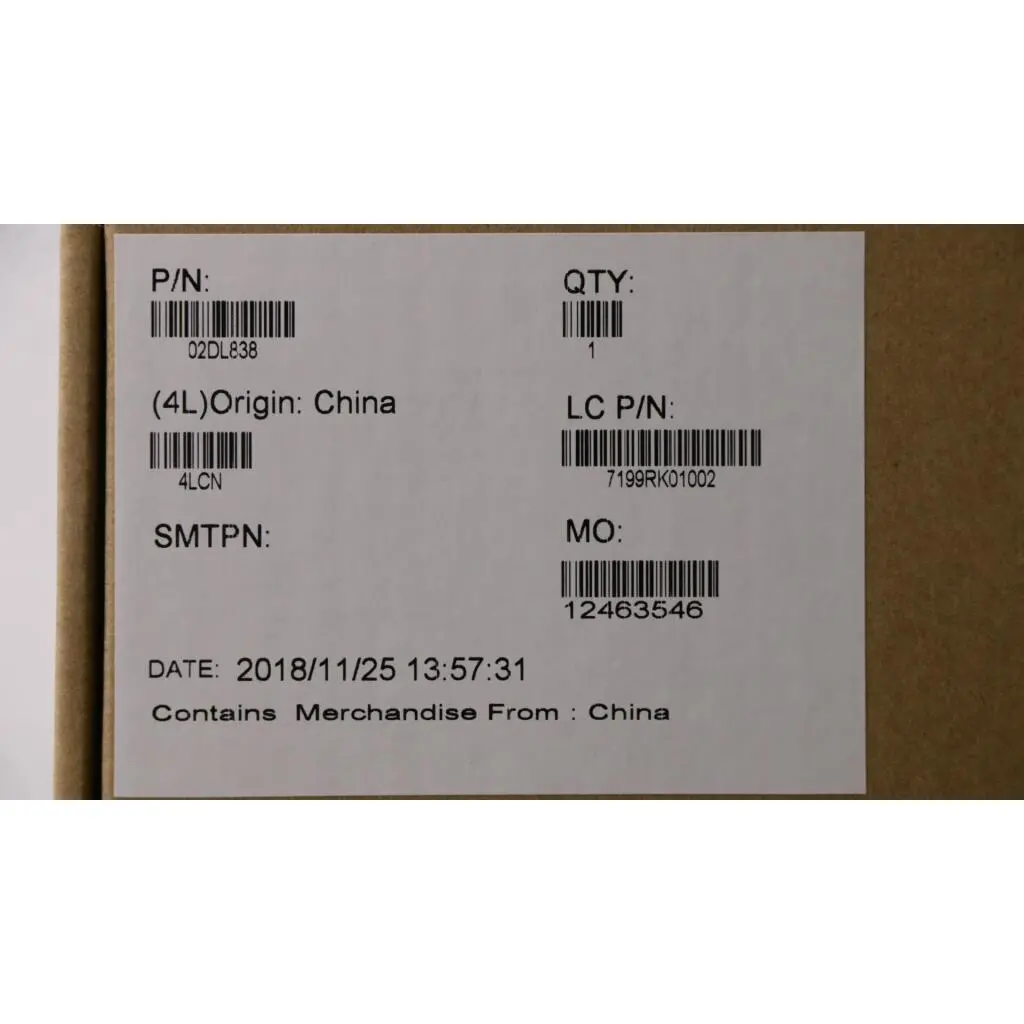 P/N:
02DL838
QTY:
1
(4L)Origin: China
4LCN
LC P/N:
7199RK01002
SMTPN:
MO:
12463546
DATE: 2018/11/25 13:57:31
Contains Merchandise From : China